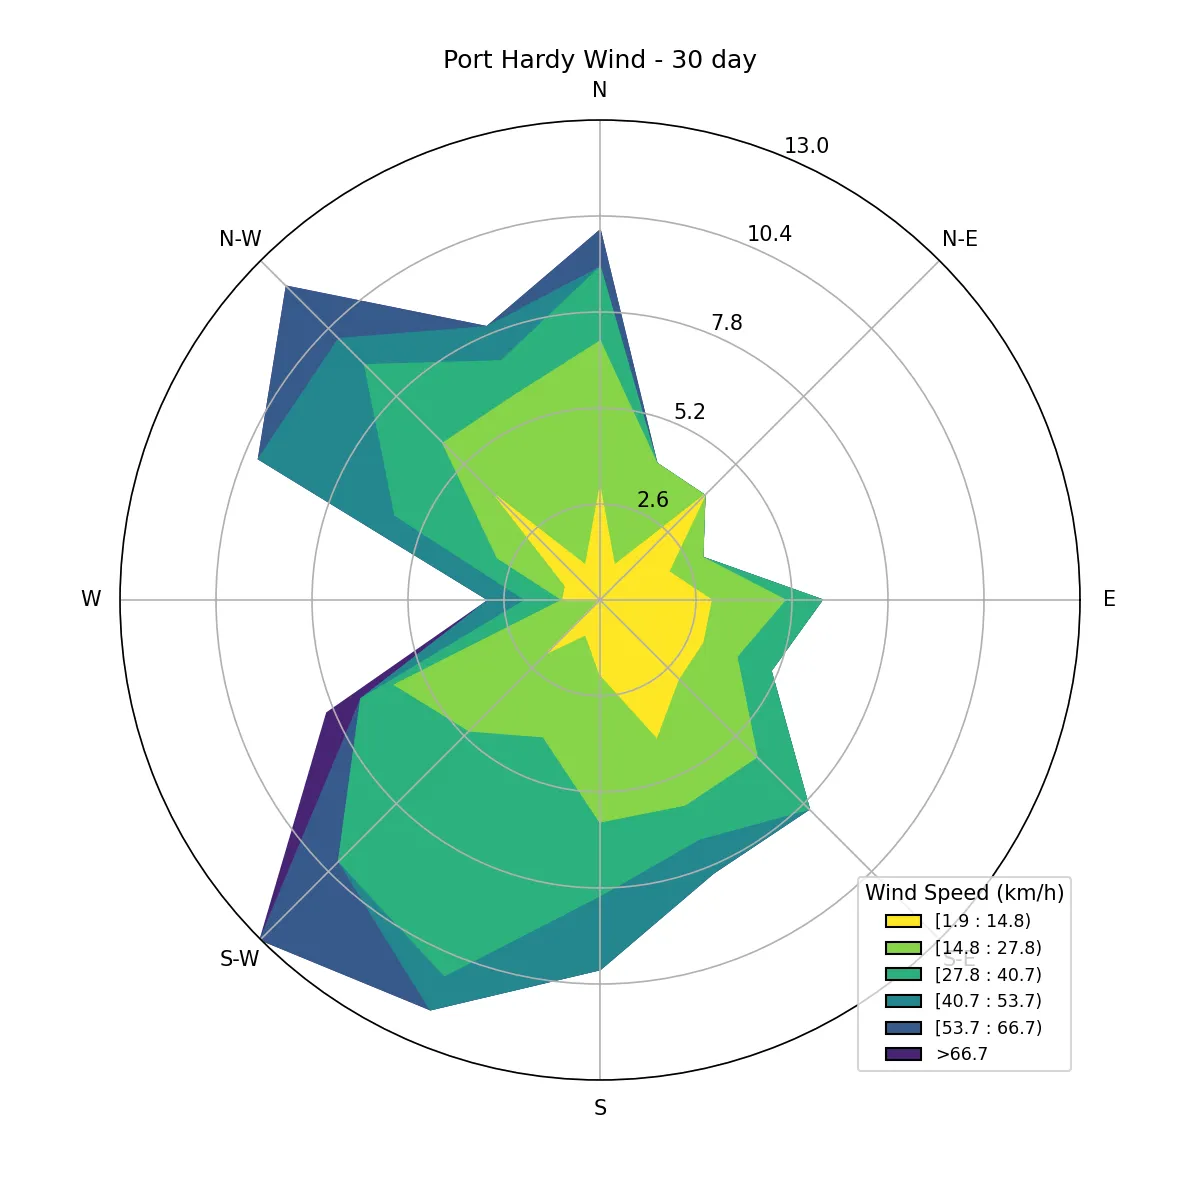 Port Hardy Wind - 30 day
N
13.0
N-W
10.4
N-E
7.8
5.2
2.6
W
E
Wind Speed (km/h)
[1.9 : 14.8)
[14.8 : 27.8)
S-W
S-E
[27.8 : 40.7)
[40.7 : 53.7)
[53.7 : 66.7)
>66.7
S